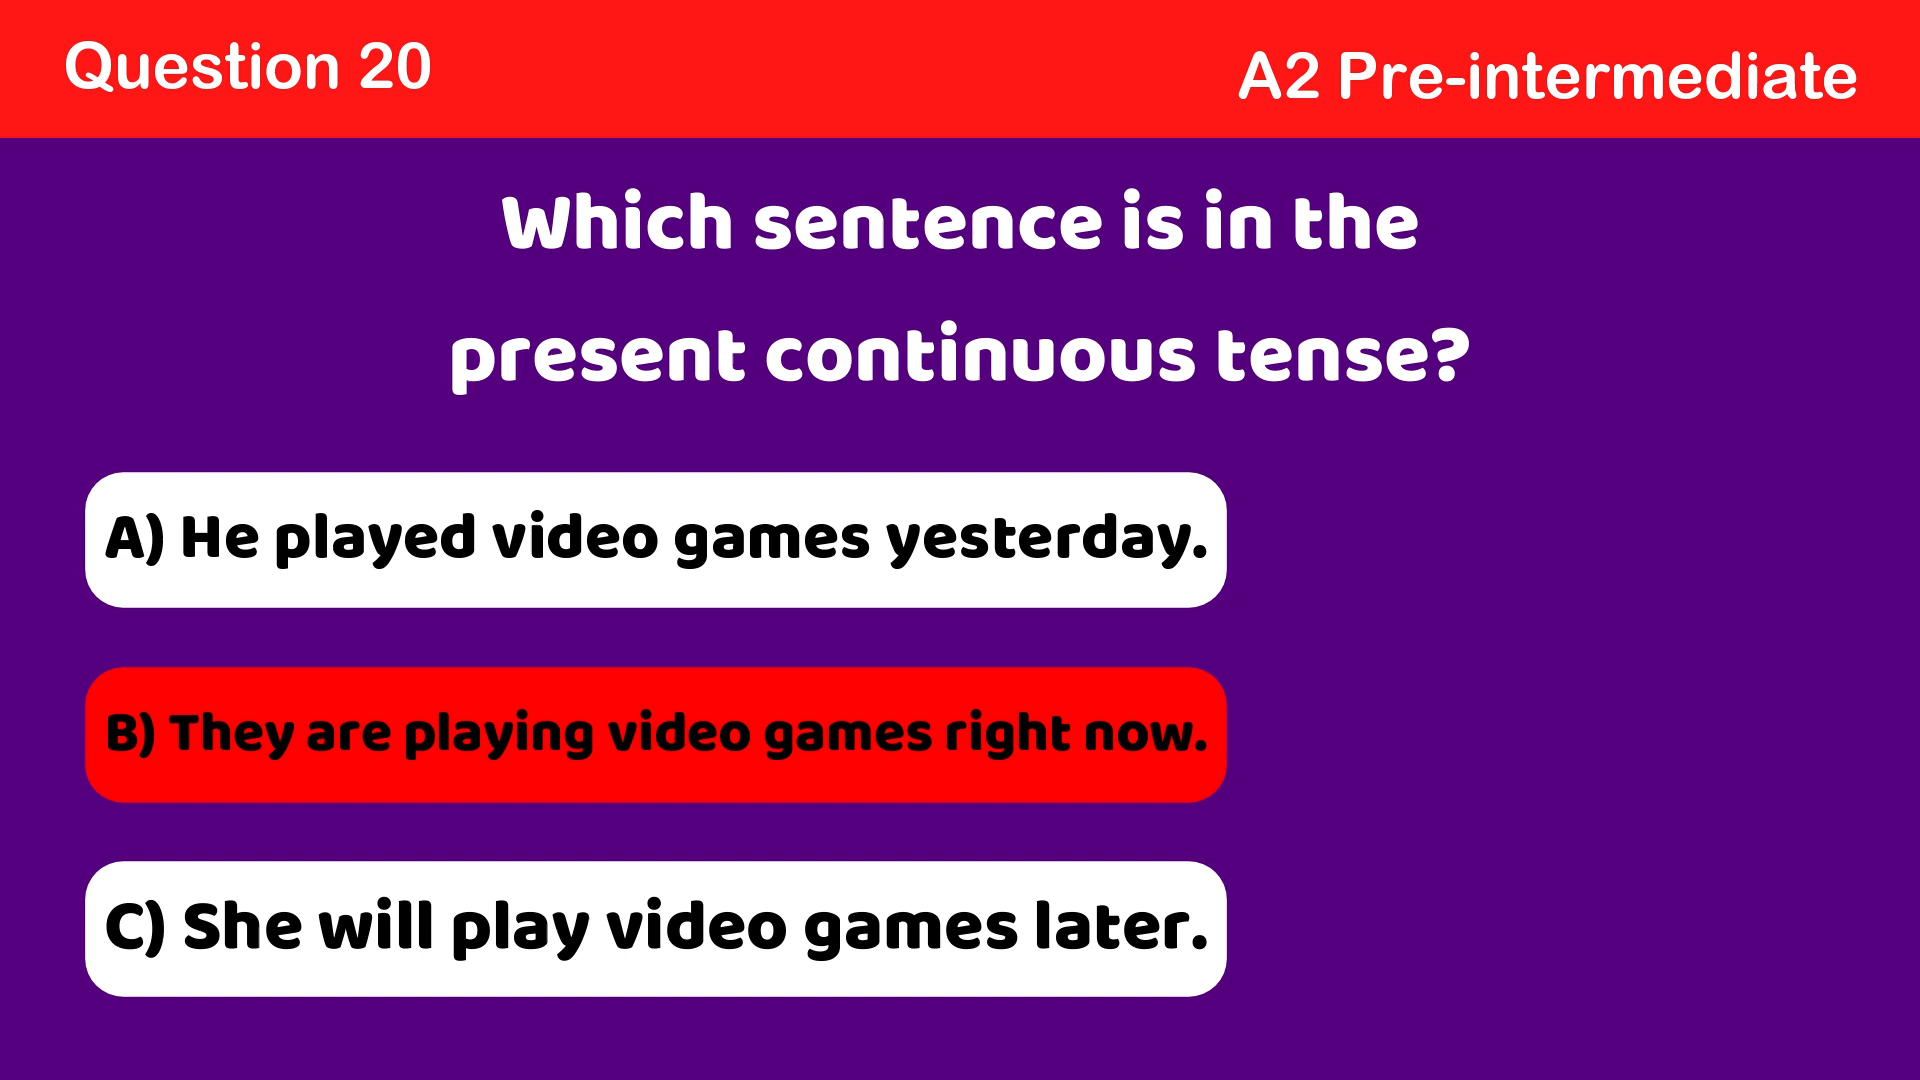 Question 20
A2 Pre-intermediate
Which sentence is in the
present continuous tense?
A) He played video games yesterday.
B) They are playing video games right now.
C) She will play video games later.